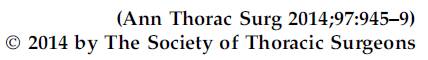 (Ann Thorac Surg 2014;97:945–9)
© 2014 by The Society of Thoracic Surgeons